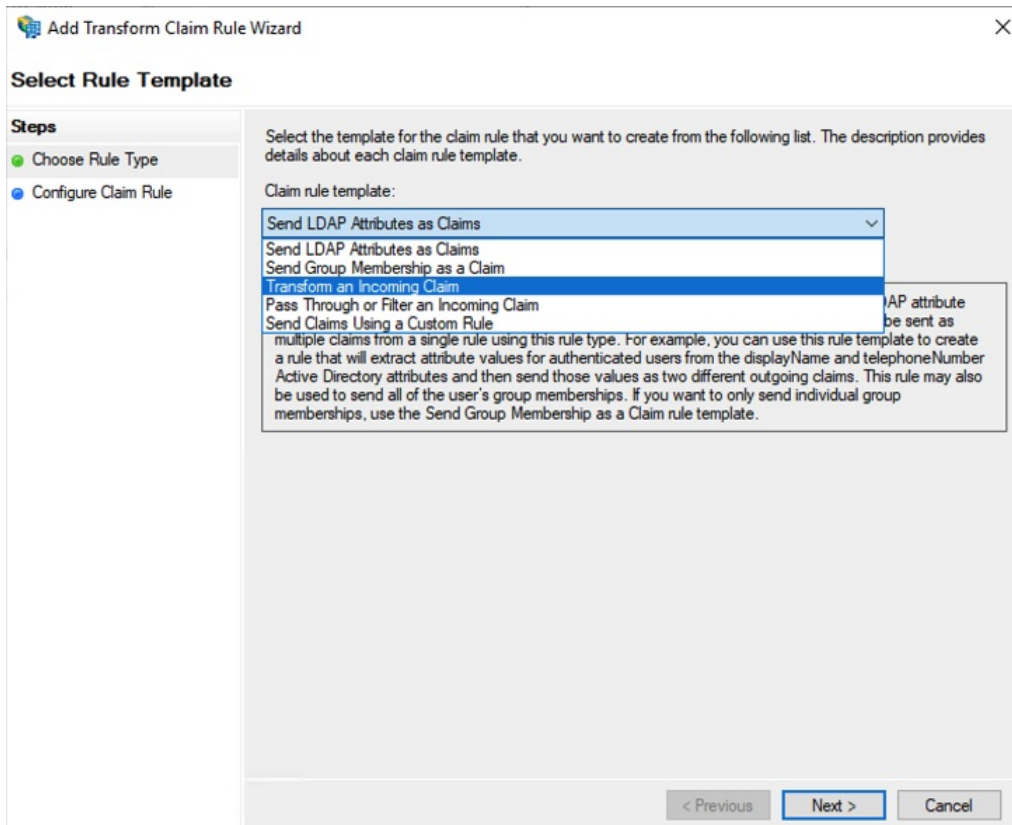 Add Transform Claim Rule Wizard
Select Rule Template
Steps
Choose Rule Type
Configure Claim Rule
Select the template for the claim rule that you want to create from the following list. The description provides
details about each claim rule template.
Claim rule template:
Send LDAP Attributes as Claims
Send LDAP Attributes as Claims
Send Group Membership as a Claim
Transform an Incoming Claim
Pass Through or Filter an Incoming Claim
Send Claims Using a Custom Rule
AP attribute
be sent as
multiple claims from a single rule using this rule type. For example, you can use this rule template to create
a rule that will extract attribute values for authenticated users from the displayName and telephoneNumber
Active Directory attributes and then send those values as two different outgoing claims. This rule may also
be used to send all of the user's group memberships. If you want to only send individual group
memberships, use the Send Group Membership as a Claim rule template.
< Previous
Next >
Cancel